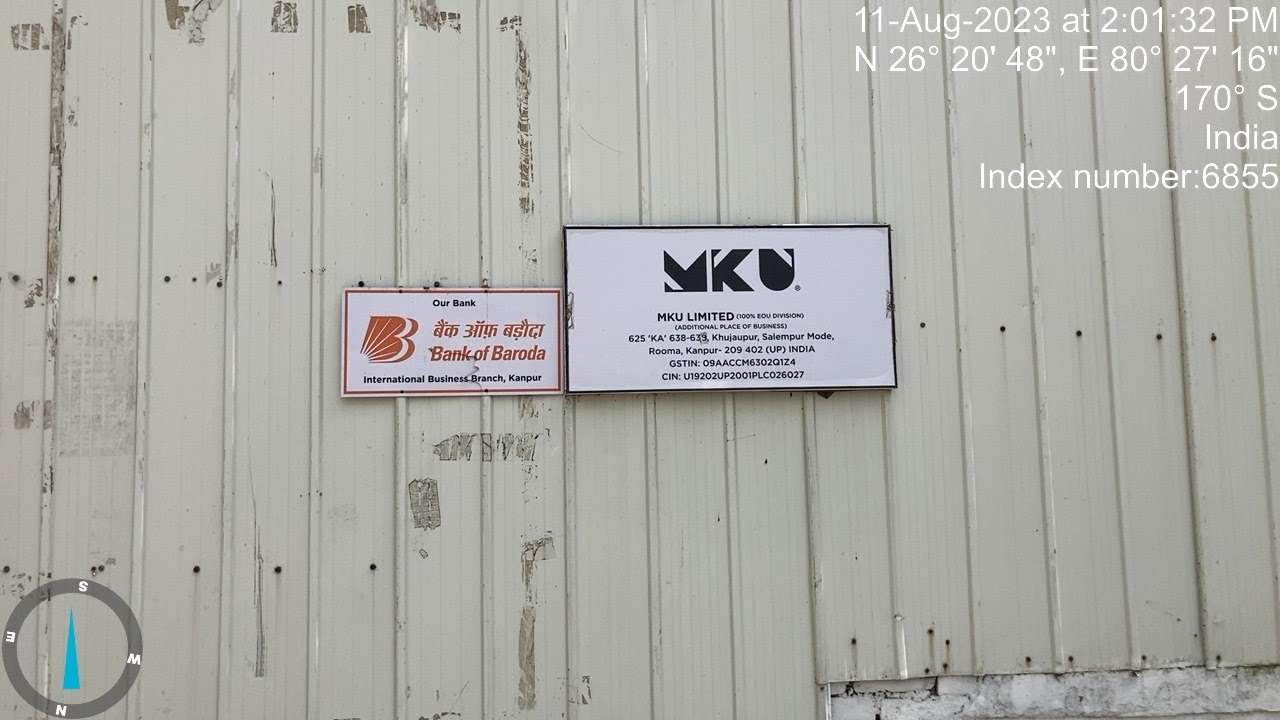 11-Aug-2023 at 2:01:32 PM
N 26° 20' 48", E 80° 27' 16"
170° S
India
Index number:6855
Our Bank
बैंक ऑफ़ बड़ौदा
Bank of Baroda
International Business Branch, Kanpur
MKU
MKU LIMITED (100% EOU DIVISION)
(ADDITIONAL PLACE OF BUSINESS)
625 'KA' 638-639, Khujaupur, Salempur Mode,
Rooma, Kanpur- 209 402 (UP) INDIA
GSTIN: 09AACCM6302Q1Z4
CIN: U19202UP2001PLC026027
S
E
W
N